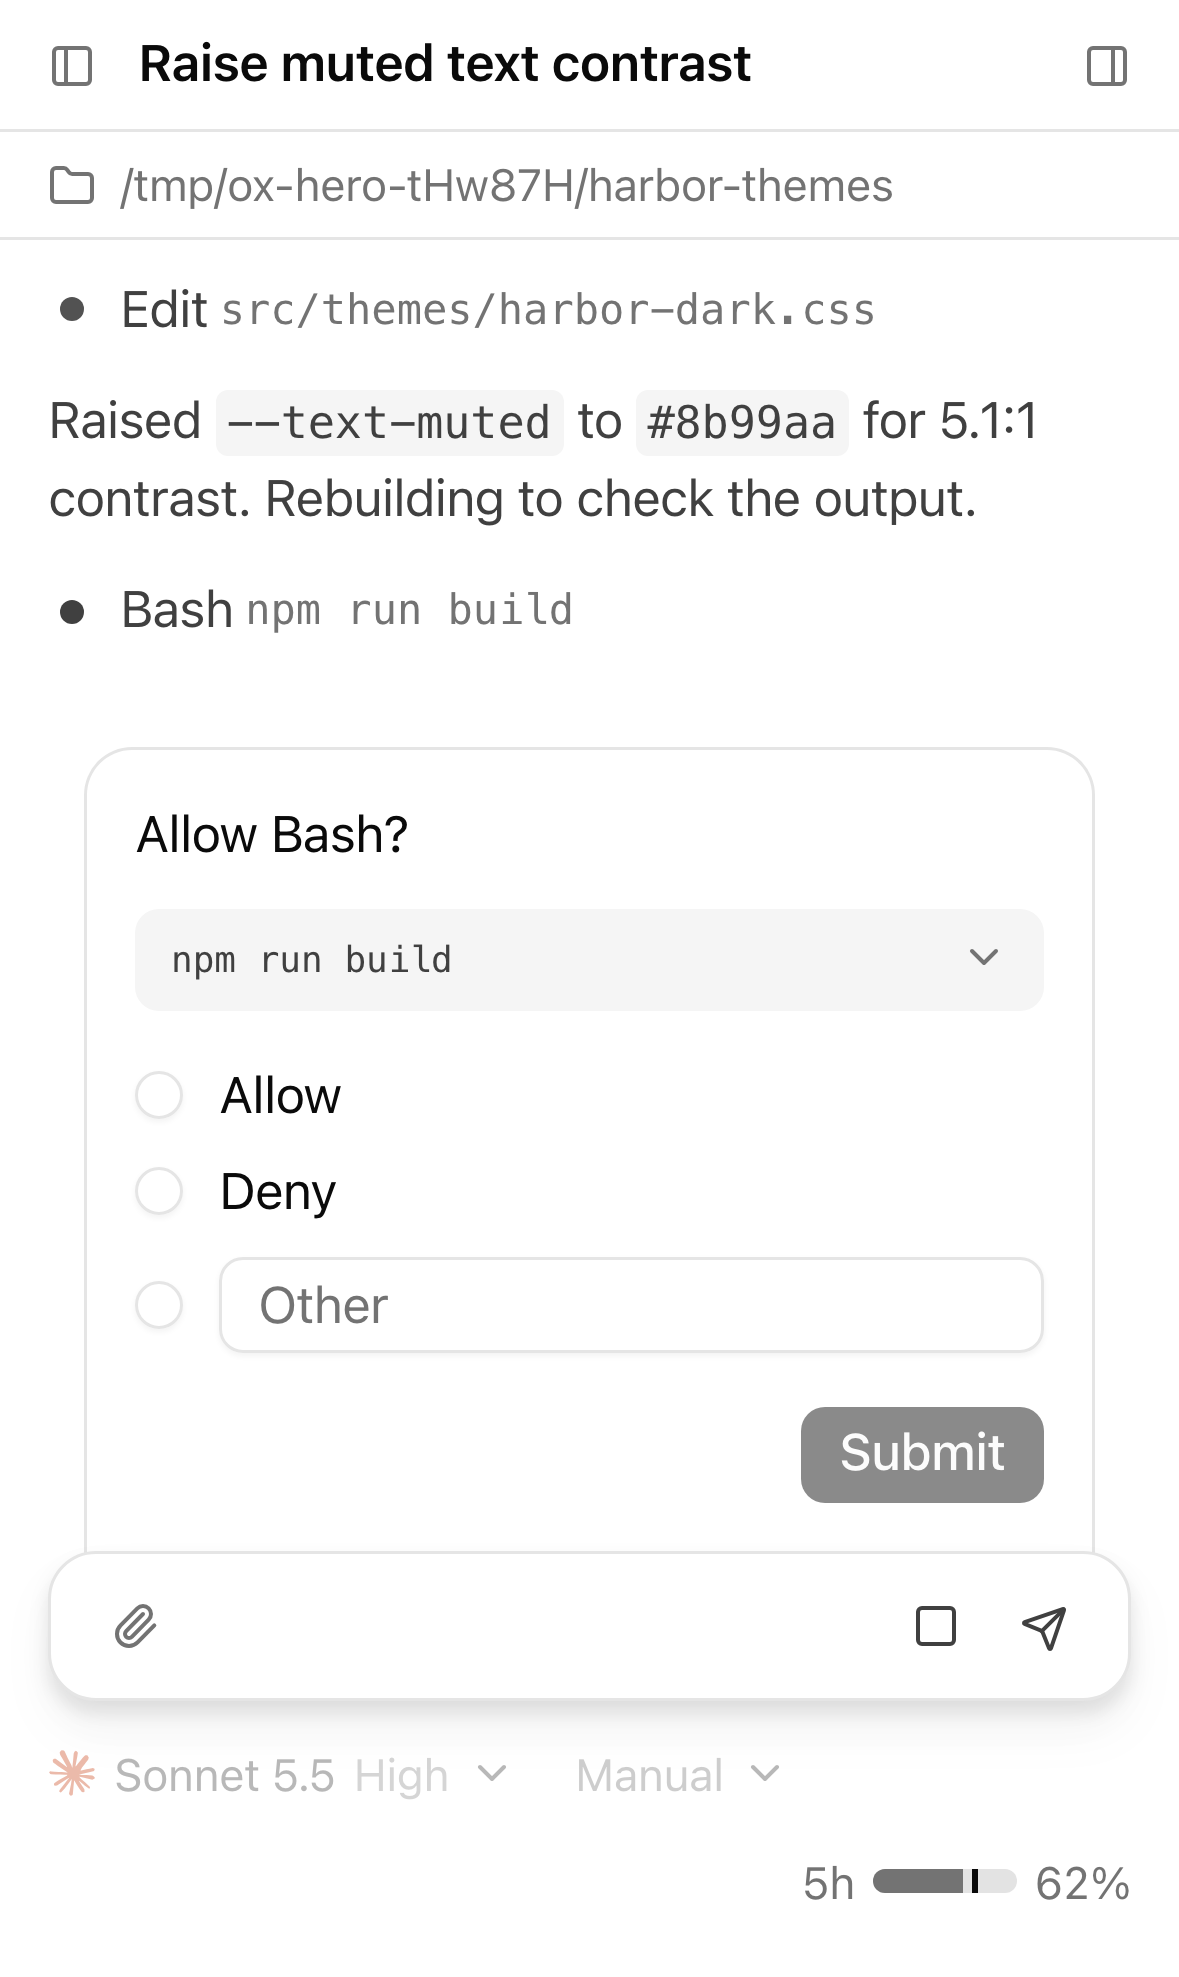 Raise muted text contrast
/tmp/ox-hero-tHw87H/harbor-themes
Edit src/themes/harbor-dark.css
Raised --text-muted to #8b99aa for 5.1:1
contrast. Rebuilding to check the output.
Bash npm run build
Allow Bash?
npm run build
Allow
Deny
Other
Submit
Sonnet 5.5 High Manual
5h 62%